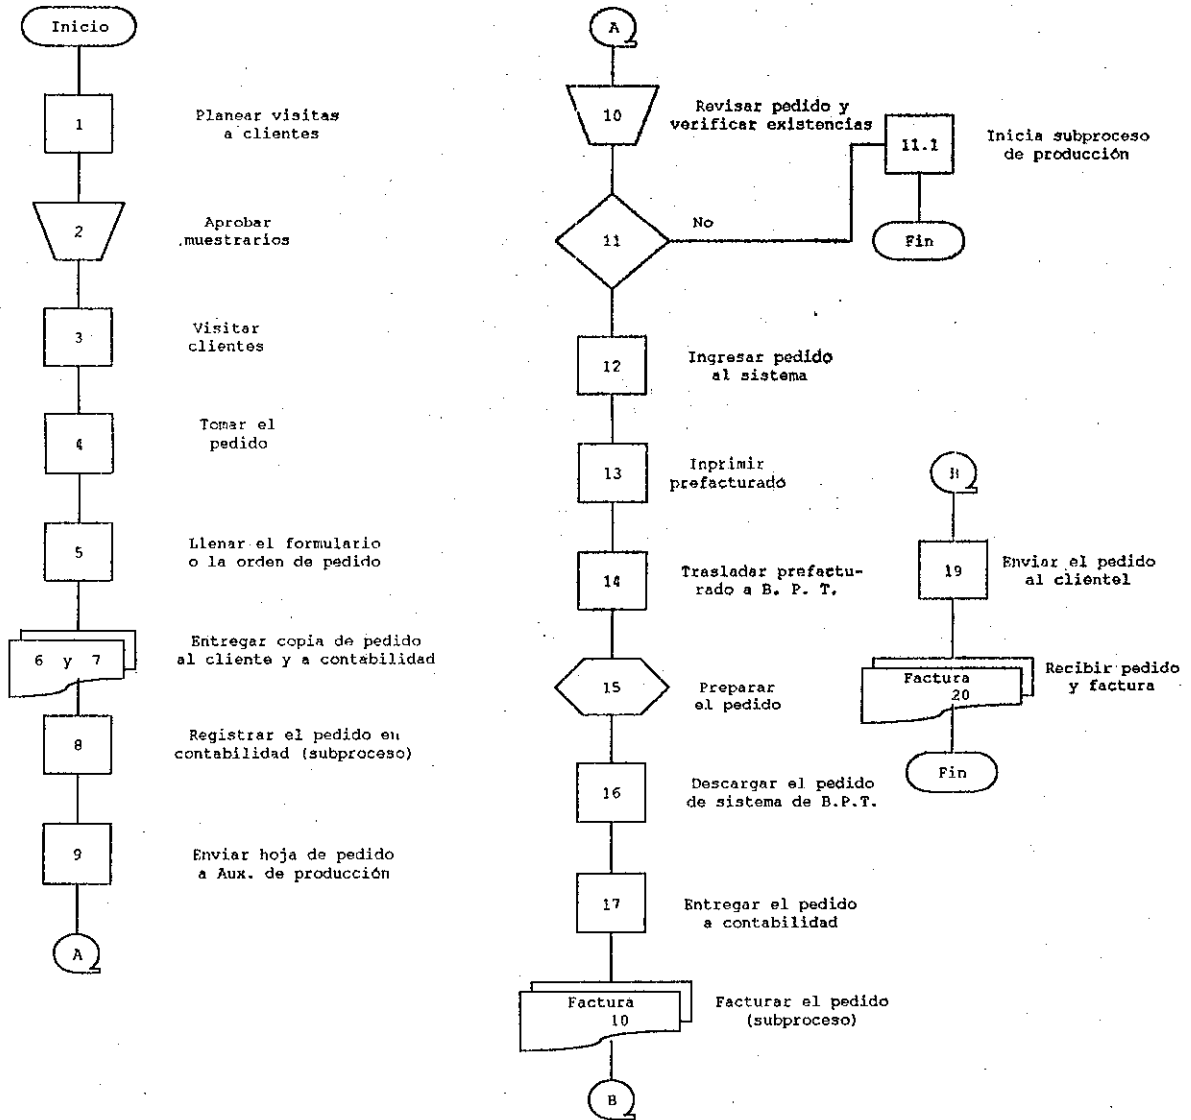 Inicio
1
Planear visitas
a clientes
2
Aprobar
muestrarios
3
Visitar
clientes
4
Tomar el
pedido
5
Llenar el formulario
o la orden de pedido
6 y 7
Entregar copia de pedido
al cliente y a contabilidad
8
Registrar el pedido en
contabilidad (subproceso)
9
Enviar hoja de pedido
a Aux. de producción
A
A
10
Revisar pedido y
verificar existencias
11
No
11.1
Inicia subproceso
de producción
Fin
12
Ingresar pedido
al sistema
13
Inprimir
prefacturado
14
Trasladar prefactu-
rado a B. P. T.
15
Preparar
el pedido
16
Descargar el pedido
de sistema de B.P.T.
17
Entregar el pedido
a contabilidad
Factura
10
Facturar el pedido
(subproceso)
B
B
19
Enviar el pedido
al clientel
Factura
20
Recibir pedido
y factura
Fin